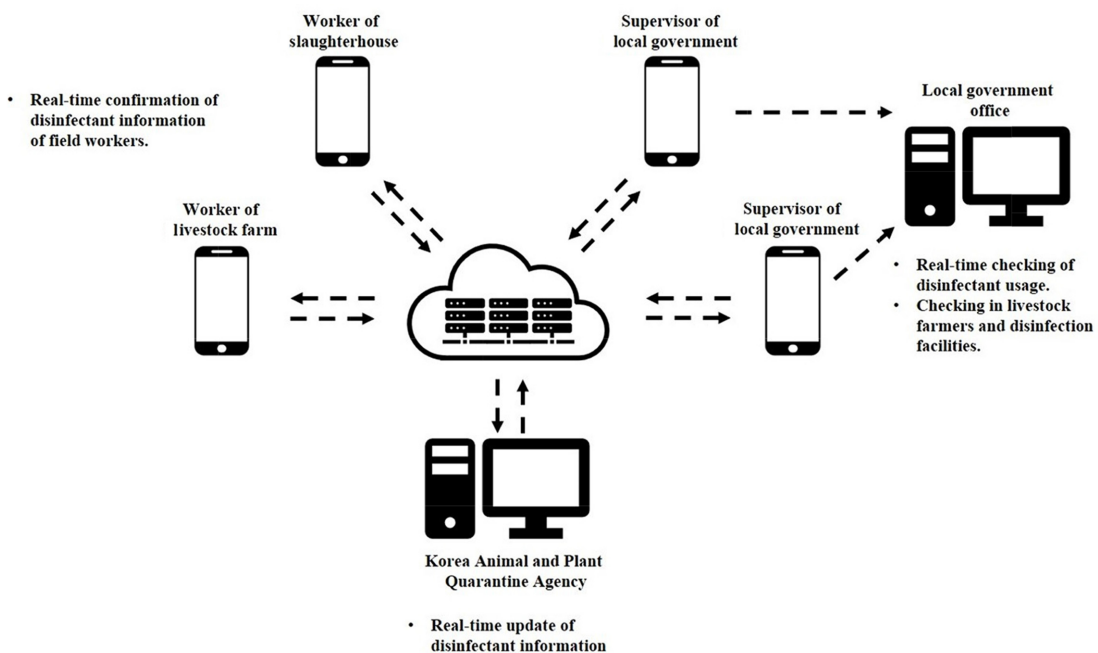 Worker of
slaughterhouse
Supervisor of
local government
• Real-time confirmation of
disinfectant information
of field workers.
Local government
office
Worker of
livestock farm
Supervisor of
local government
• Real-time checking of
disinfectant usage.
• Checking in livestock
farmers and disinfection
facilities.
Korea Animal and Plant
Quarantine Agency
• Real-time update of
disinfectant information